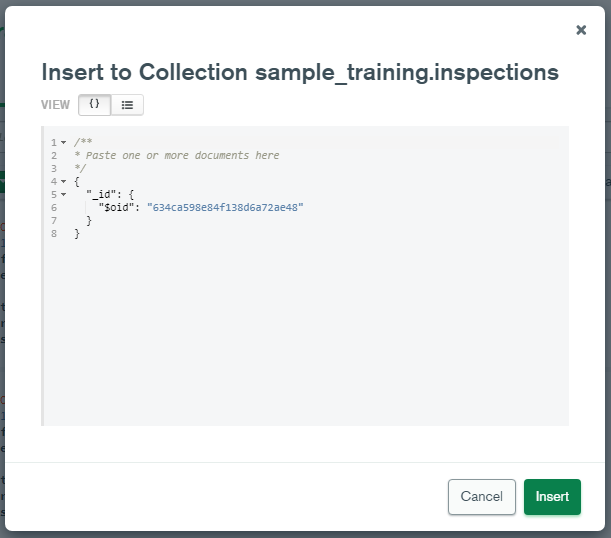 Insert to Collection sample_training.inspections
VIEW {}
1 /**
2 * Paste one or more documents here
3 */
4 {
5 "_id": {
6 "$oid": "634ca598e84f138d6a72ae48"
7 }
8 }
Cancel Insert